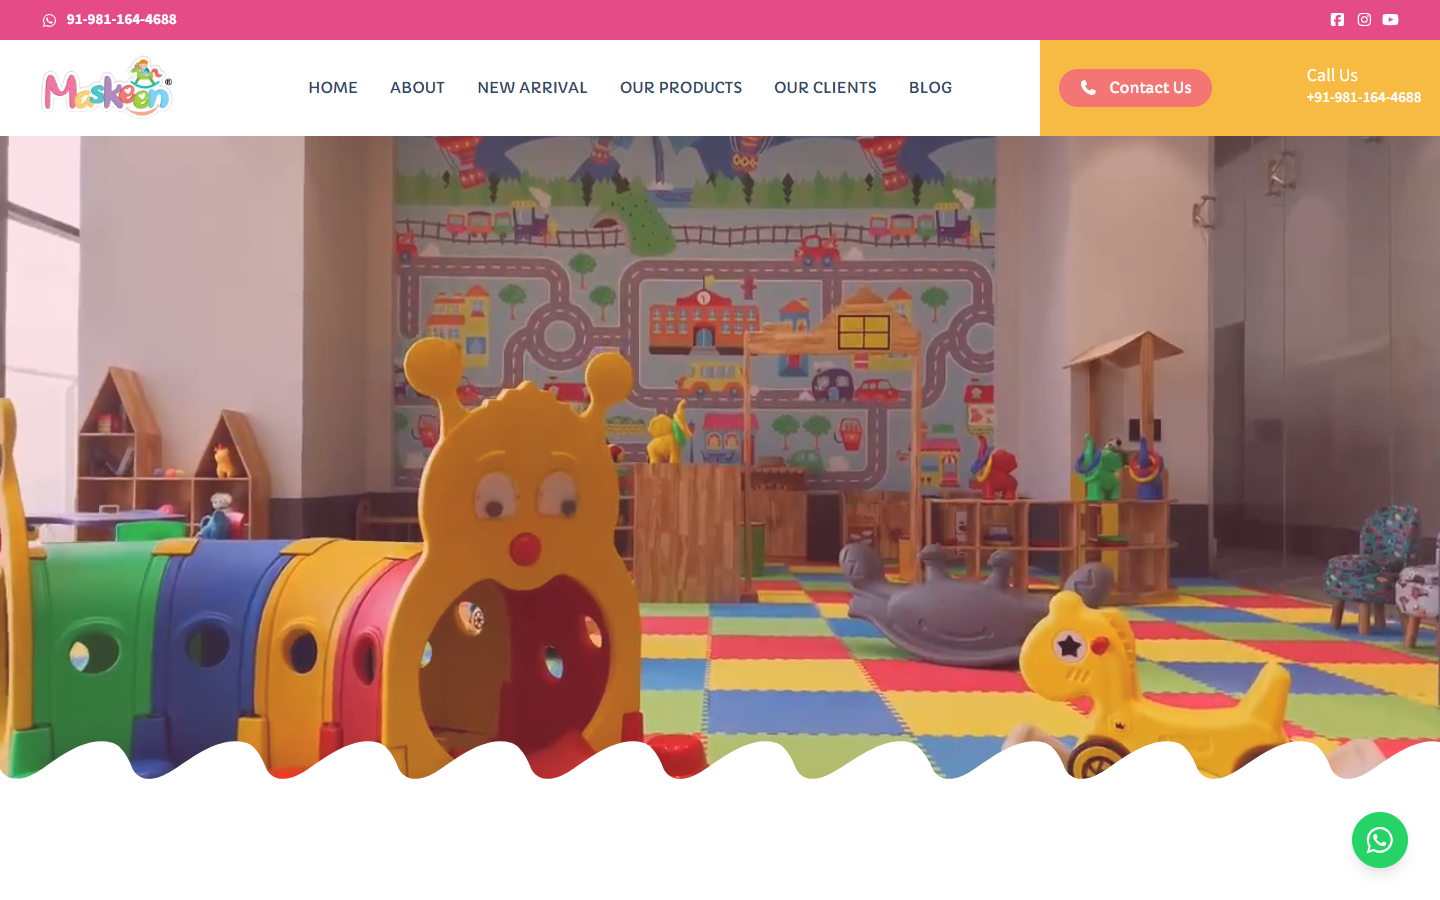 91-981-164-4688
Maskeen®
HOME
ABOUT
NEW ARRIVAL
OUR PRODUCTS
OUR CLIENTS
BLOG
Contact Us
Call Us
+91-981-164-4688